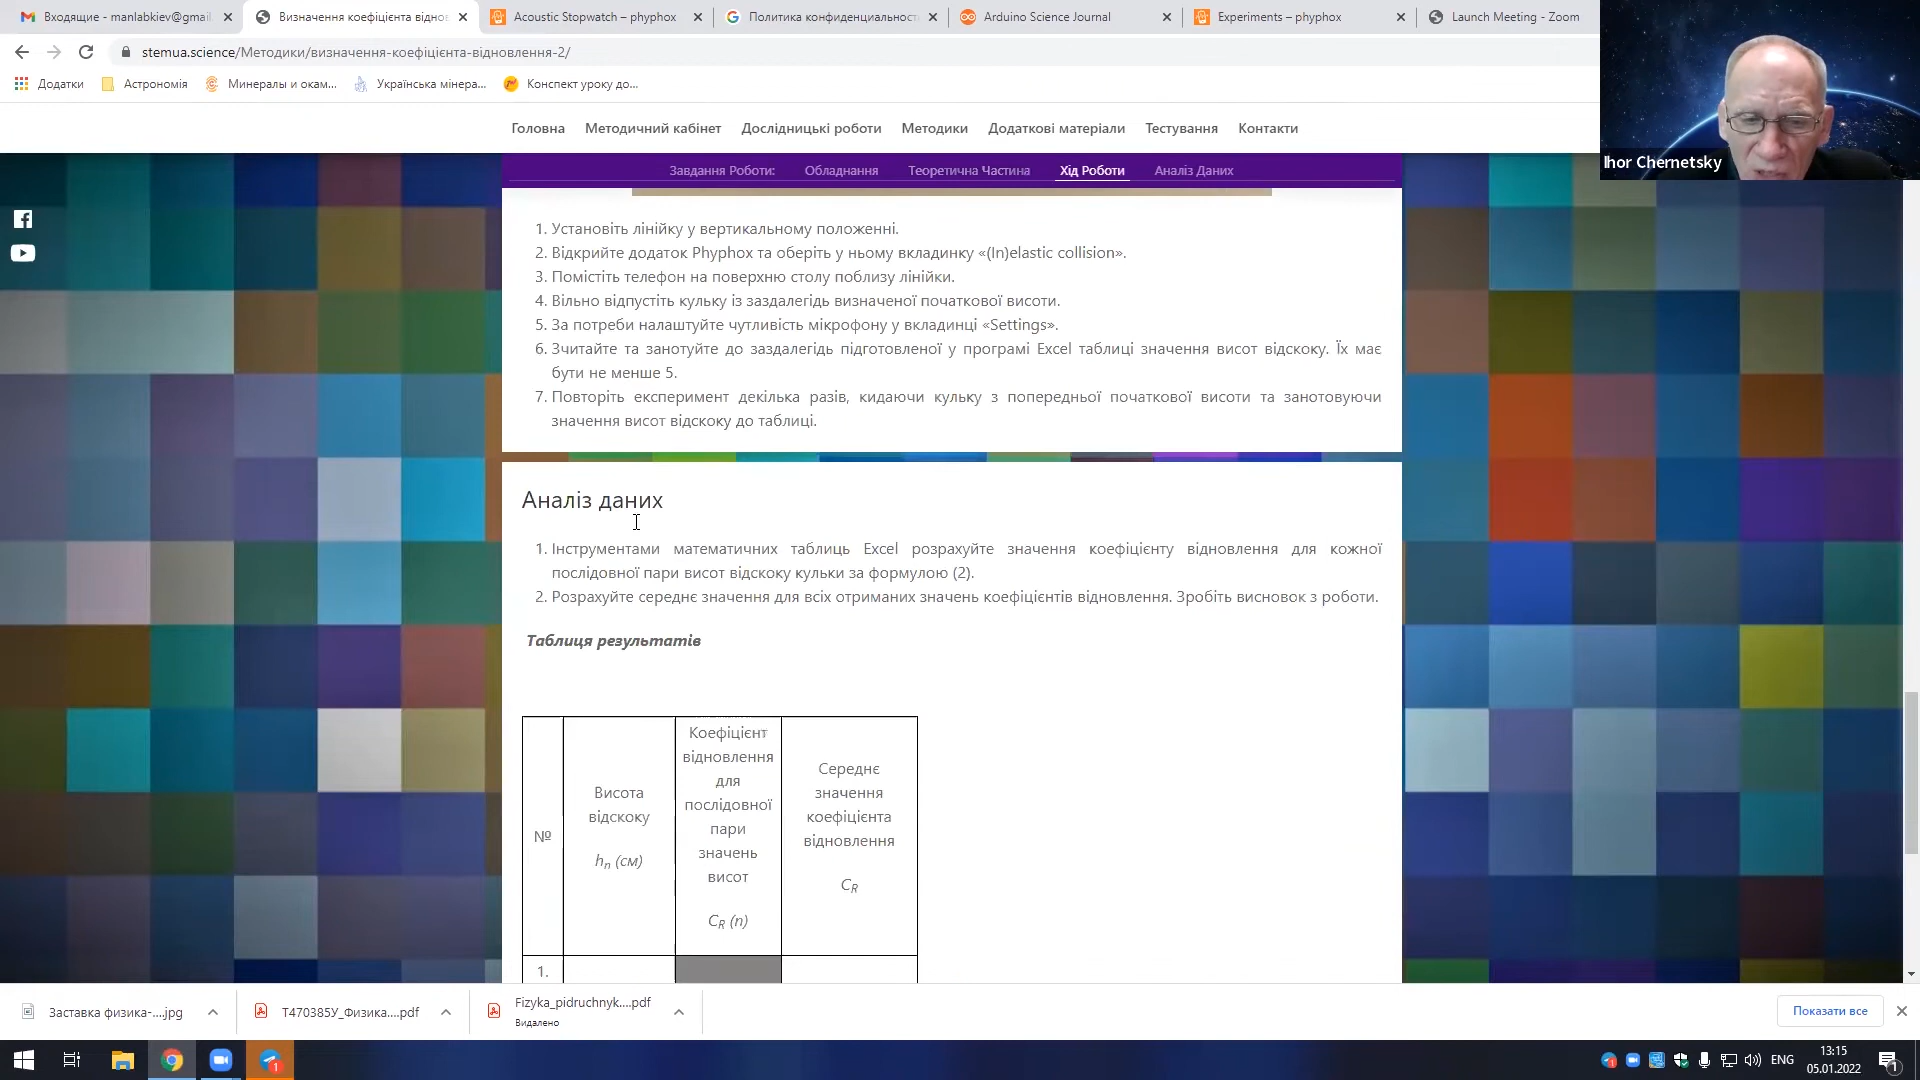 Входящие - manlabkiev@gmail.
Визначення коефіцієнта відно
Acoustic Stopwatch – phyphox
Политика конфиденциальност
Arduino Science Journal
Experiments – phyphox
Launch Meeting - Zoom
stemua.science/Методики/визначення-коефіцієнта-відновлення-2/
Додатки
Астрономія
Минералы и окам...
Українська мінера...
Конспект уроку до...
Ihor Chernetsky
Головна
Методичний кабінет
Дослідницькі роботи
Методики
Додаткові матеріали
Тестування
Контакти
Завдання Роботи:
Обладнання
Теоретична Частина
Хід Роботи
Аналіз Даних
1. Установіть лінійку у вертикальному положенні.
2. Відкрийте додаток Phyphox та оберіть у ньому вкладинку «(In)elastic collision».
3. Помістіть телефон на поверхню столу поблизу лінійки.
4. Вільно відпустіть кульку із заздалегідь визначеної початкової висоти.
5. За потреби налаштуйте чутливість мікрофону у вкладинці «Settings».
6. Зчитайте та занотуйте до заздалегідь підготовленої у програмі Excel таблиці значення висот відскоку. Їх має
бути не менше 5.
7. Повторіть експеримент декілька разів, кидаючи кульку з попередньої початкової висоти та занотовуючи
значення висот відскоку до таблиці.
Аналіз даних
1. Інструментами математичних таблиць Excel розрахуйте значення коефіцієнту відновлення для кожної
послідовної пари висот відскоку кульки за формулою (2).
2. Розрахуйте середнє значення для всіх отриманих значень коефіцієнтів відновлення. Зробіть висновок з роботи.
Таблиця результатів
№
Висота
відскоку
hn (см)
Коефіцієнт
відновлення
для
послідовної
пари
значень
висот
CR (n)
Середнє
значення
коефіцієнта
відновлення
CR
1.
Заставка физика-....jpg
Т470385У_Физика....pdf
Fizyka_pidruchnyk....pdf
Видалено
Показати все
1
ENG
13:15
05.01.2022
1